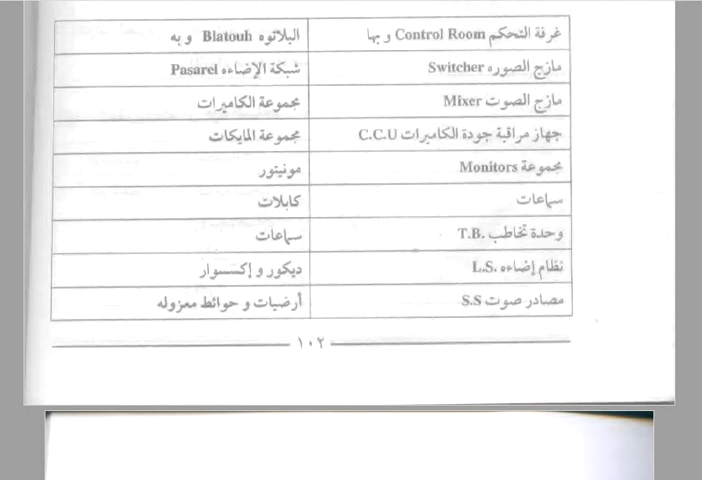 غرفة التحكم Control Room و بها	البلاتوه Blatouh و به
مازج الصوره Switcher	شبكة الإضاءه Pasarel
مازج الصوت Mixer	مجموعة الكاميرات
جهاز مراقبة جودة الكاميرات C.C.U	مجموعة المايكات
مجموعة Monitors	مونيتور
سماعات	كابلات
وحدة تخاطب T.B.	سماعات
نظام إضاءه L.S.	ديكور و إكسسوار
مصادر صوت S.S	أرضيات و حوائط معزوله
١٠٢